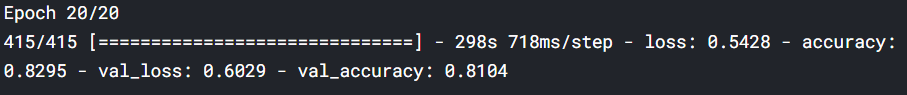 Epoch 20/20
415/415 [==============================] - 298s 718ms/step - loss: 0.5428 - accuracy:
0.8295 - val_loss: 0.6029 - val_accuracy: 0.8104